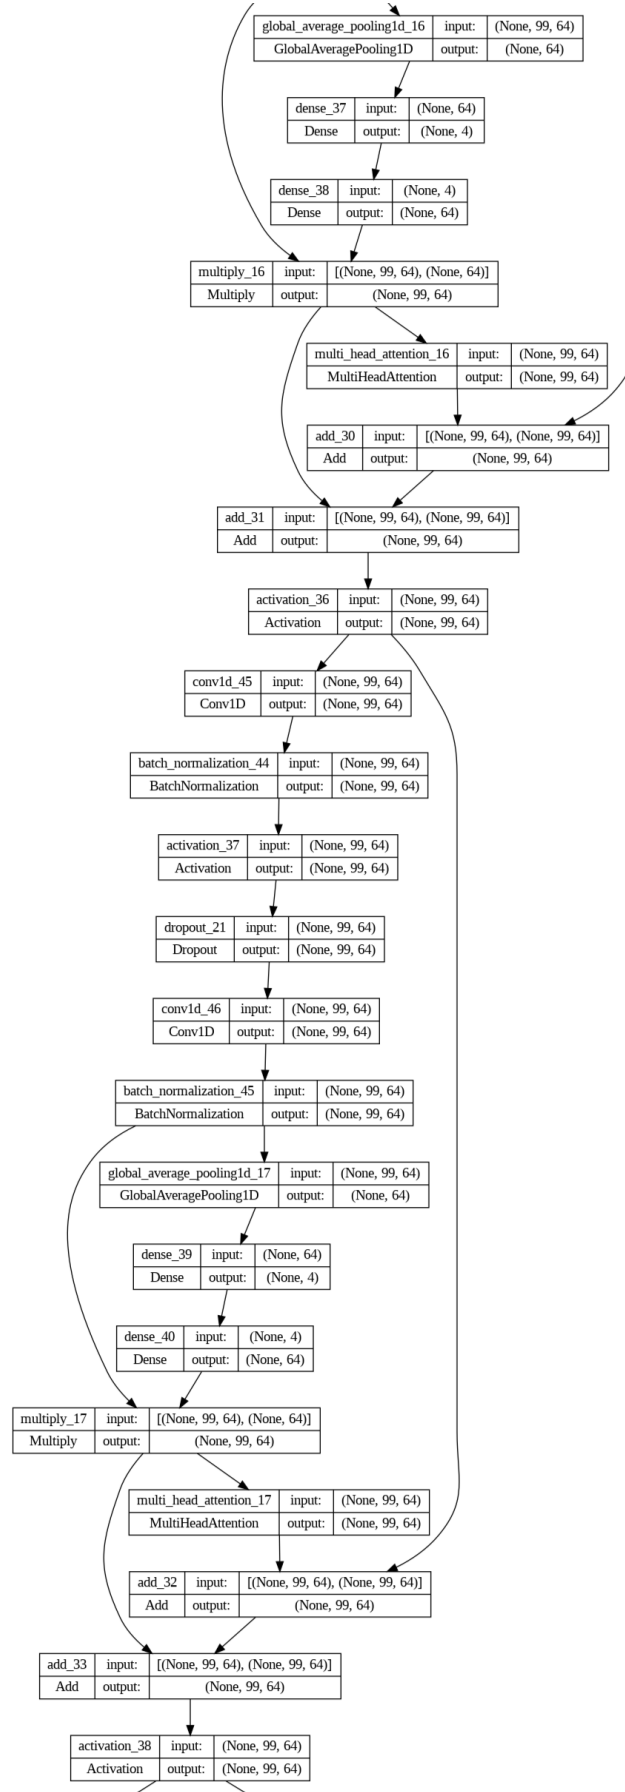 global_average_pooling1d_16 input: (None, 99, 64)
GlobalAveragePooling1D output: (None, 64)
dense_37 input: (None, 64)
Dense output: (None, 4)
dense_38 input: (None, 4)
Dense output: (None, 64)
multiply_16 input: [(None, 99, 64), (None, 64)]
Multiply output: (None, 99, 64)
multi_head_attention_16 input: (None, 99, 64)
MultiHeadAttention output: (None, 99, 64)
add_30 input: [(None, 99, 64), (None, 99, 64)]
Add output: (None, 99, 64)
add_31 input: [(None, 99, 64), (None, 99, 64)]
Add output: (None, 99, 64)
activation_36 input: (None, 99, 64)
Activation output: (None, 99, 64)
conv1d_45 input: (None, 99, 64)
Conv1D output: (None, 99, 64)
batch_normalization_44 input: (None, 99, 64)
BatchNormalization output: (None, 99, 64)
activation_37 input: (None, 99, 64)
Activation output: (None, 99, 64)
dropout_21 input: (None, 99, 64)
Dropout output: (None, 99, 64)
conv1d_46 input: (None, 99, 64)
Conv1D output: (None, 99, 64)
batch_normalization_45 input: (None, 99, 64)
BatchNormalization output: (None, 99, 64)
global_average_pooling1d_17 input: (None, 99, 64)
GlobalAveragePooling1D output: (None, 64)
dense_39 input: (None, 64)
Dense output: (None, 4)
dense_40 input: (None, 4)
Dense output: (None, 64)
multiply_17 input: [(None, 99, 64), (None, 64)]
Multiply output: (None, 99, 64)
multi_head_attention_17 input: (None, 99, 64)
MultiHeadAttention output: (None, 99, 64)
add_32 input: [(None, 99, 64), (None, 99, 64)]
Add output: (None, 99, 64)
add_33 input: [(None, 99, 64), (None, 99, 64)]
Add output: (None, 99, 64)
activation_38 input: (None, 99, 64)
Activation output: (None, 99, 64)